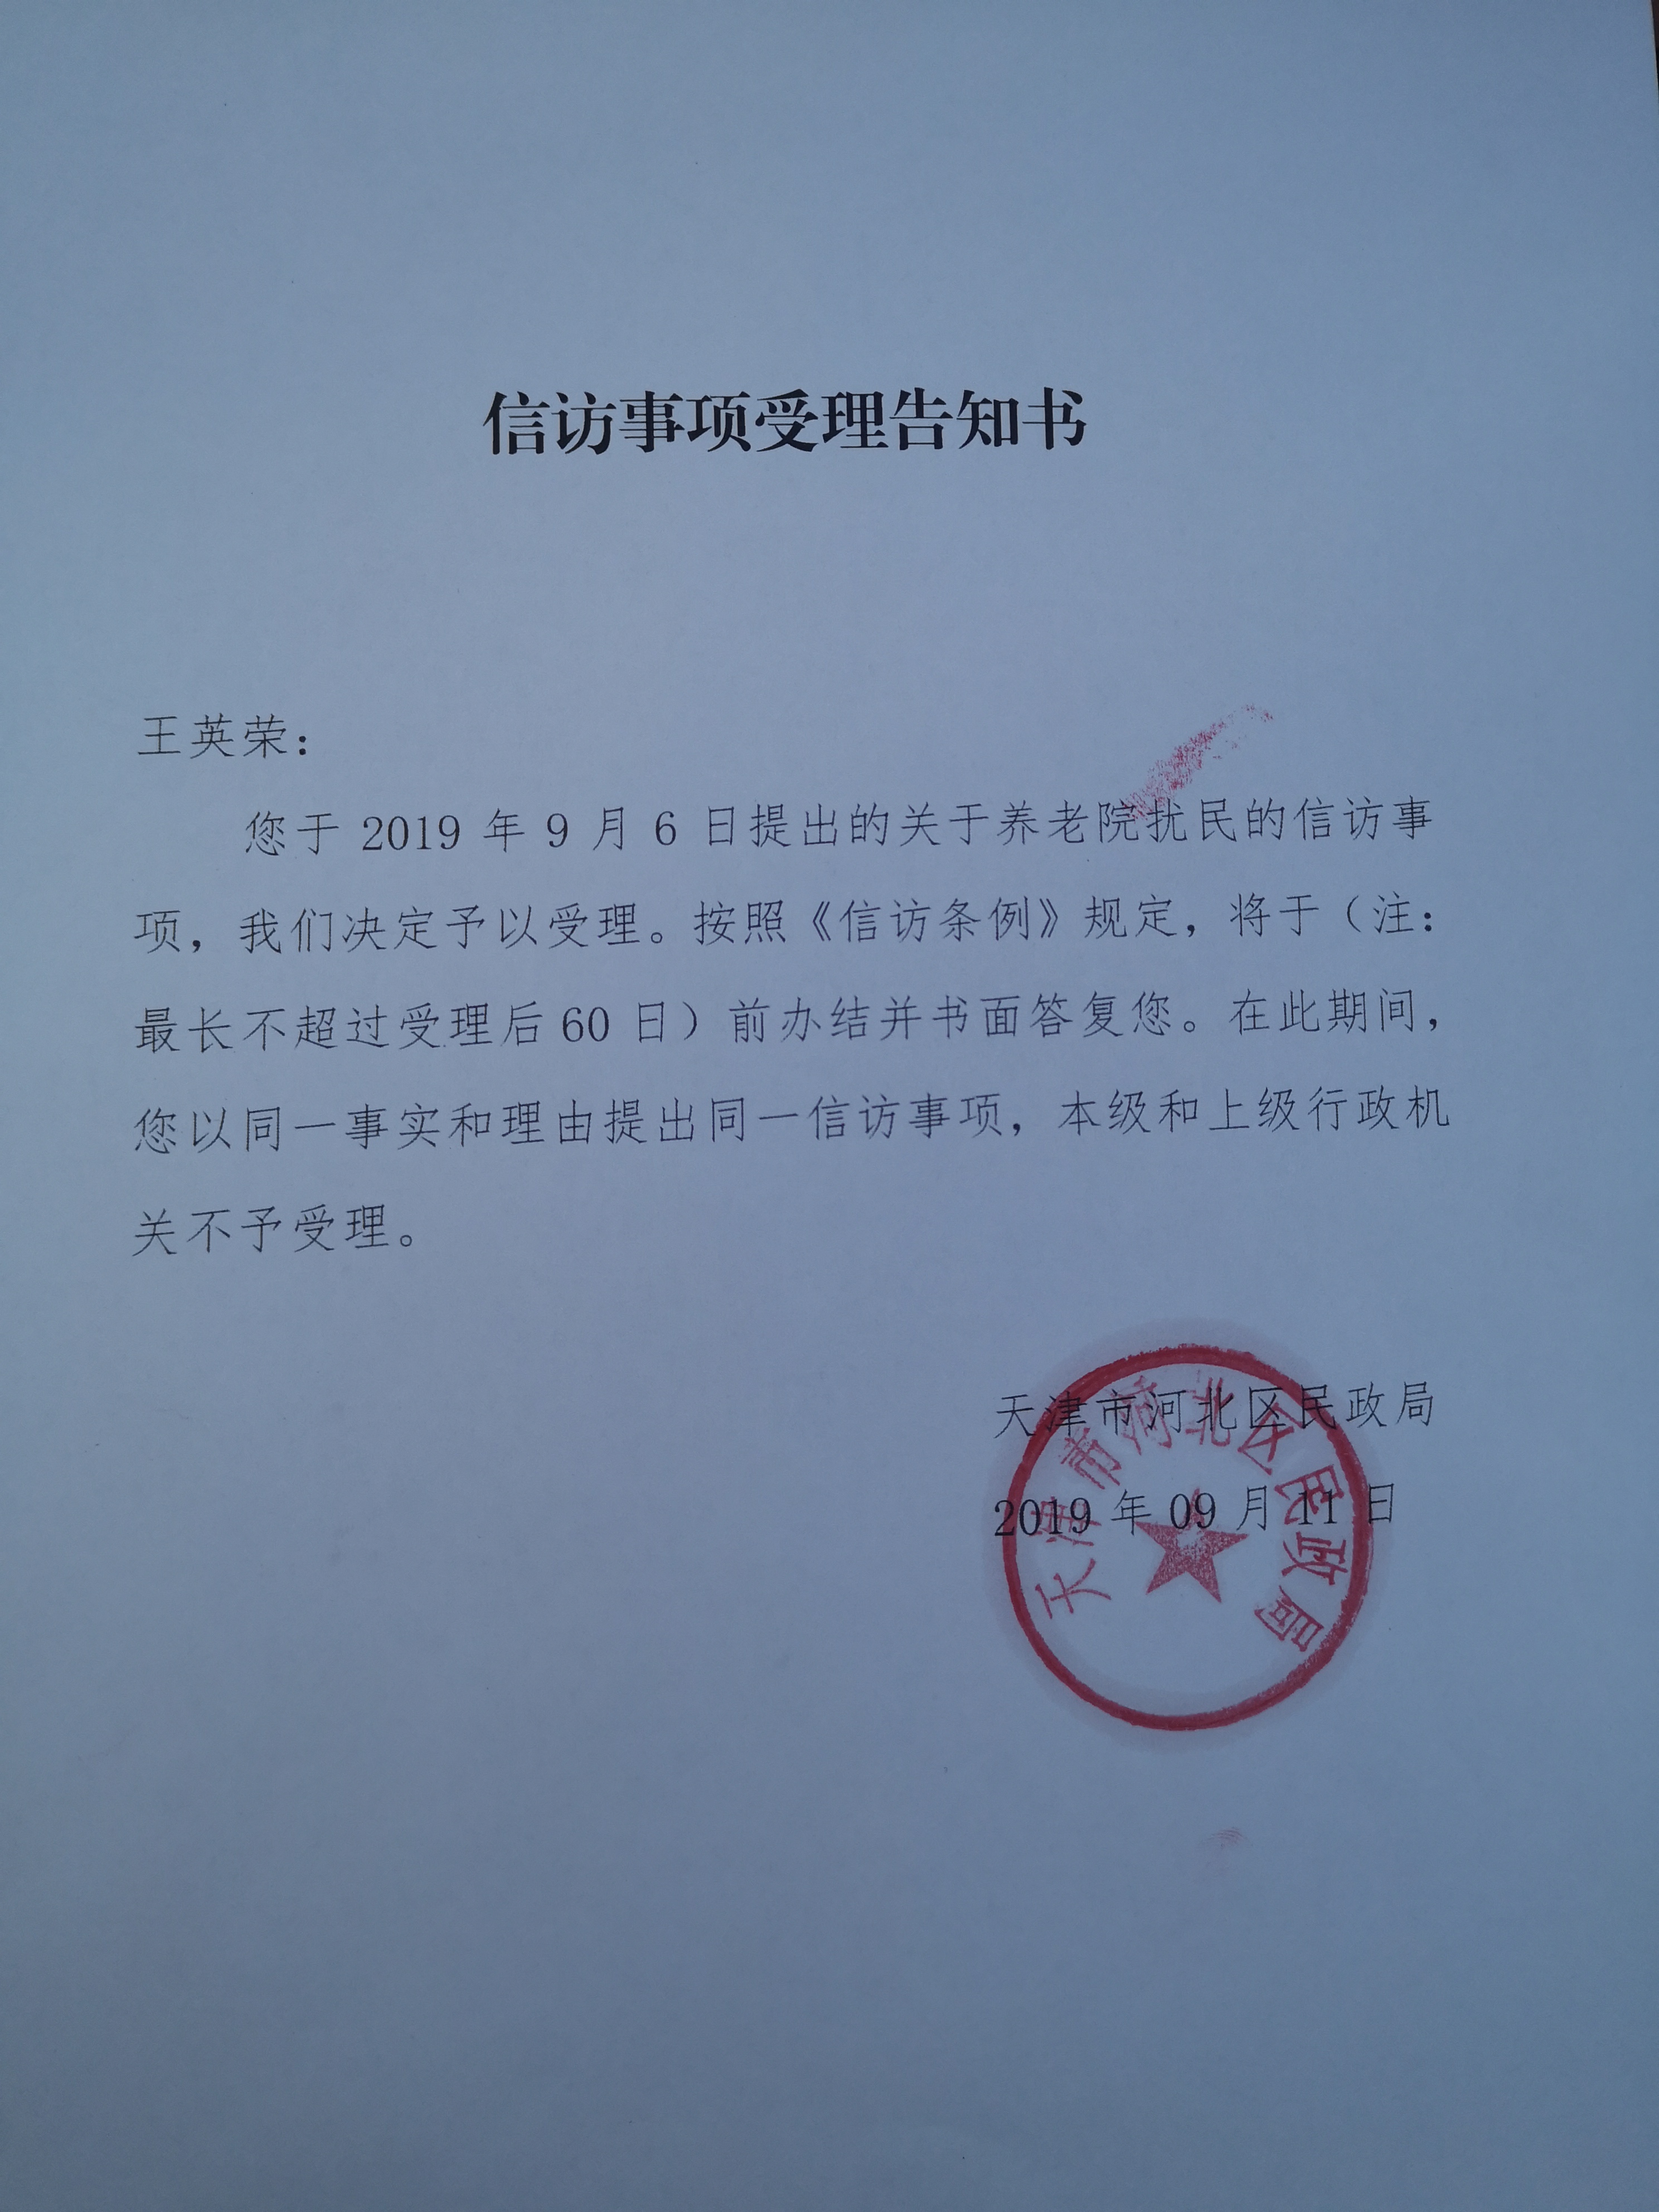 信访事项受理告知书
王英荣：
您于 2019 年 9 月 6 日提出的关于养老院扰民的信访事
项，我们决定予以受理。按照《信访条例》规定，将于（注：
最长不超过受理后 60 日）前办结并书面答复您。在此期间，
您以同一事实和理由提出同一信访事项，本级和上级行政机
关不予受理。
天津市河北区民政局
2019 年 09 月 11 日
天津市河北区民政局